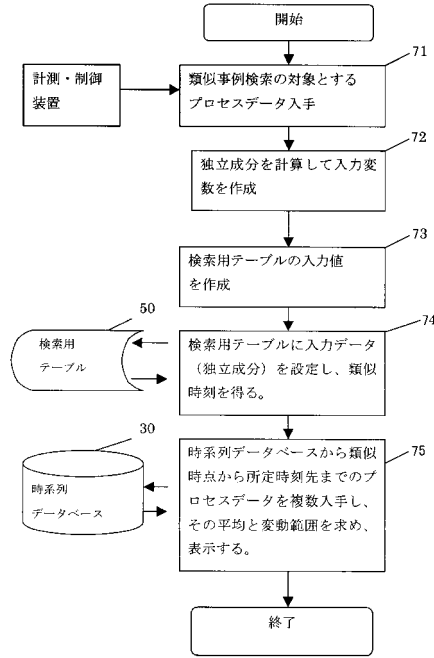 開始
71
計測・制御
装置
類似事例検索の対象とする
プロセスデータ入手
72
独立成分を計算して入力変
数を作成
73
検索用テーブルの入力値
を作成
50
74
検索用
テーブル
検索用テーブルに入力データ
（独立成分）を設定し、類似
時刻を得る。
30
75
時系列
データベース
時系列データベースから類似
時点から所定時刻先までのプ
ロセスデータを複数入手し、
その平均と変動範囲を求め、
表示する。
終了